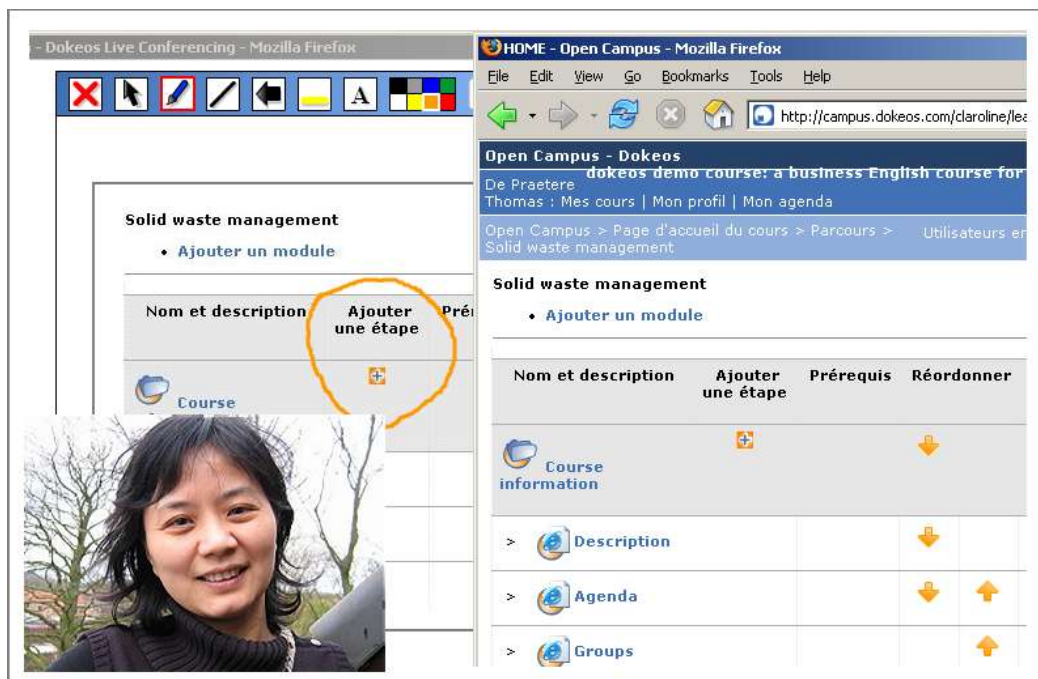 - Dokeos Live Conferencing - Mozilla Firefox
A
Solid waste management
• Ajouter un module
Nom et description
Ajouter
une étape
Course
HOME - Open Campus - Mozilla Firefox
File Edit View Go Bookmarks Tools Help
http://campus.dokeos.com/claroline/lea
Open Campus - Dokeos
dokeos demo course: a business English course for
De Praetere
Thomas : Mes cours | Mon profil | Mon agenda
Open Campus > Page d'accueil du cours > Parcours >
Solid waste management
Utilisateurs en
Solid waste management
• Ajouter un module
Nom et description
Ajouter
une étape
Prérequis
Réordonner
Course
information
> Description
> Agenda
> Groups